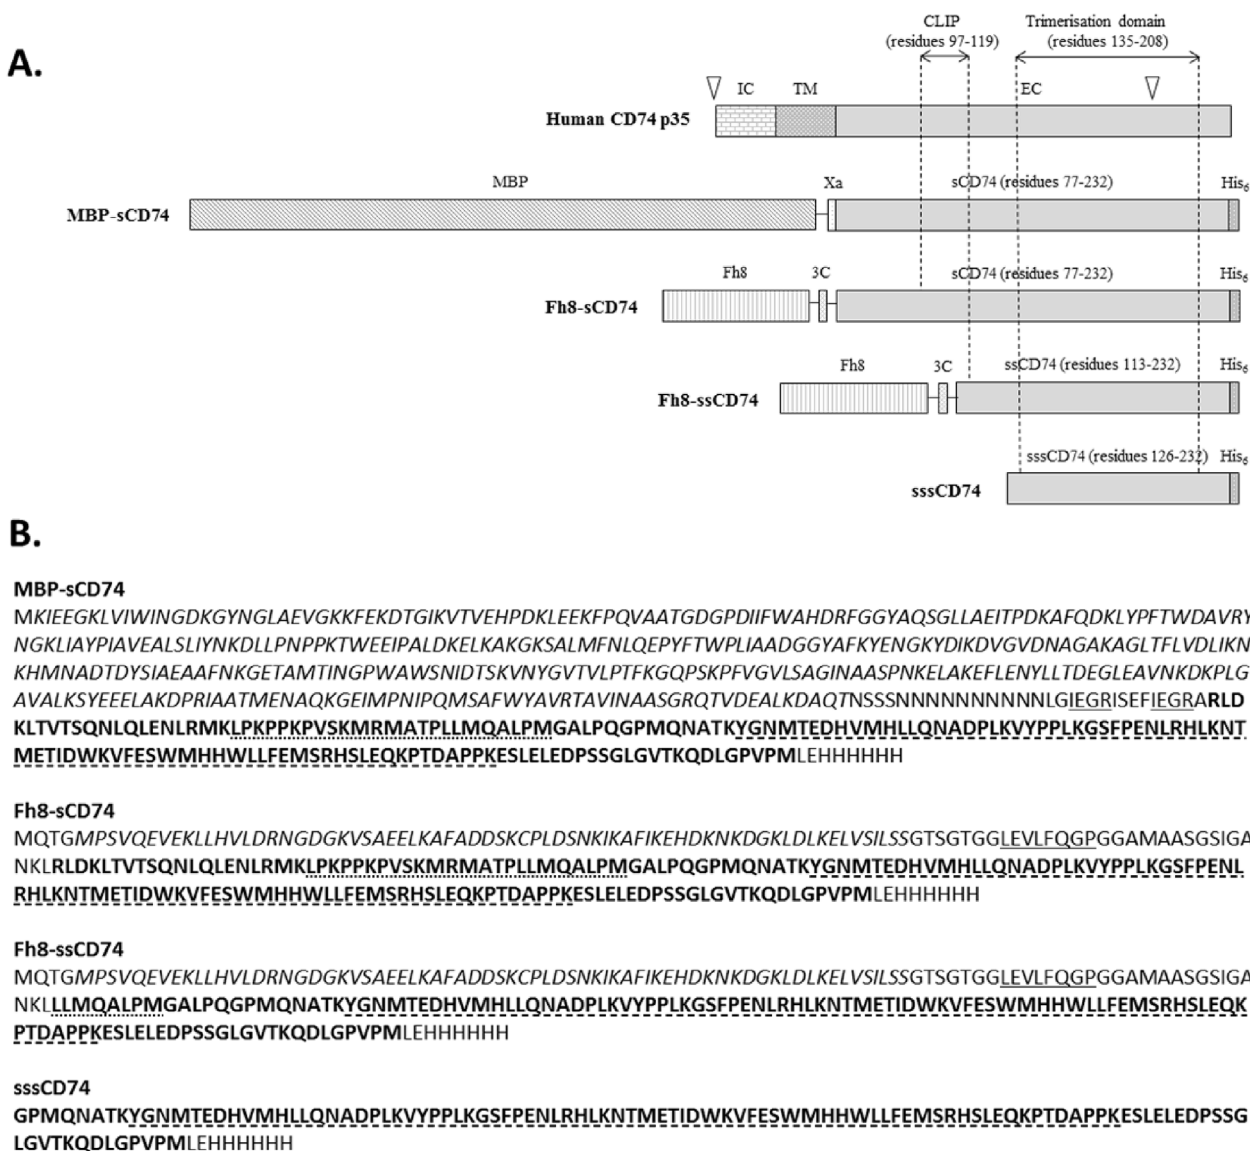 A.
CLIP
(residues 97-119)
Trimerisation domain
(residues 135-208)
IC
TM
EC
Human CD74 p35
MBP
Xa
sCD74 (residues 77-232)
His6
MBP-sCD74
Fh8
3C
sCD74 (residues 77-232)
His6
Fh8-sCD74
Fh8
3C
ssCD74 (residues 113-232)
His6
Fh8-ssCD74
sssCD74 (residues 126-232)
His6
sssCD74
B.
MBP-sCD74
MKIEEGKLVIWINGDKGYNGLAEVGKKFEKDTGIKVTVEHPDKLEEKFPQVAATGDGPDIIFWAHDRFGGYAQSGLLAEITPDKAFQDKLYPFTWDAVRY
NGKLIAYPIAVEALSLIYNKDLLPNPPKTWEEIPALDKELKAKGKSALMFNLQEPYFTWPLIAADGGYAFKYENGKYDIKDVGVDNAGAKAGLTFLVDLIKN
KHMNADTDYSIAEAAFNKGETAMTINGPWAWSNIDTSKVNYGVTVLPTFKGQPSKPFVGVLSAGINAASPNKELAKEFLENYLLTDEGLEAVNKDKPLG
AVALKSYEEELAKDPRIAATMENAQKGEIMPNIPQMSAFWYAVRTAVINAASGRQTVDEALKDAQTNSSSNNNNNNNNNNLGIEGRISEFIEGRARLD
KLTVTSQNLQLENLRMKLPKPPKPVSKMRMATPLLMQALPMGALPQGPMQNATKYGNMTEDHVMHLLQNADPLKVYPPLKGSFPENLRHLKNT
METIDWKVFESWMHHWLLFEMSRHSLEQKPTDAPPKESLELEDPSSGLGVTKQDLGPVPMLEHHHHHH
Fh8-sCD74
MQTGMPSVQEVEKLLHVLDRNGDGKVSAEELKAFADDSKCPLDSNKIKAFIKEHDKNKDGKLDLKELVSILSSGTSGTGGLEVLFQGPGGAMAASGSIGA
NKLRLDKLTVTSQNLQLENLRMKLPKPPKPVSKMRMATPLLMQALPMGALPQGPMQNATKYGNMTEDHVMHLLQNADPLKVYPPLKGSFPENL
RHLKNTMETIDWKVFESWMHHWLLFEMSRHSLEQKPTDAPPKESLELEDPSSGLGVTKQDLGPVPMLEHHHHHH
Fh8-ssCD74
MQTGMPSVQEVEKLLHVLDRNGDGKVSAEELKAFADDSKCPLDSNKIKAFIKEHDKNKDGKLDLKELVSILSSGTSGTGGLEVLFQGPGGAMAASGSIGA
NKLLLMQALPMGALPQGPMQNATKYGNMTEDHVMHLLQNADPLKVYPPLKGSFPENLRHLKNTMETIDWKVFESWMHHWLLFEMSRHSLEQK
PTDAPPKESLELEDPSSGLGVTKQDLGPVPMLEHHHHHH
sssCD74
GPMQNATKYGNMTEDHVMHLLQNADPLKVYPPLKGSFPENLRHLKNTMETIDWKVFESWMHHWLLFEMSRHSLEQKPTDAPPKESLELEDPSSG
LGVTKQDLGPVPMLEHHHHHH